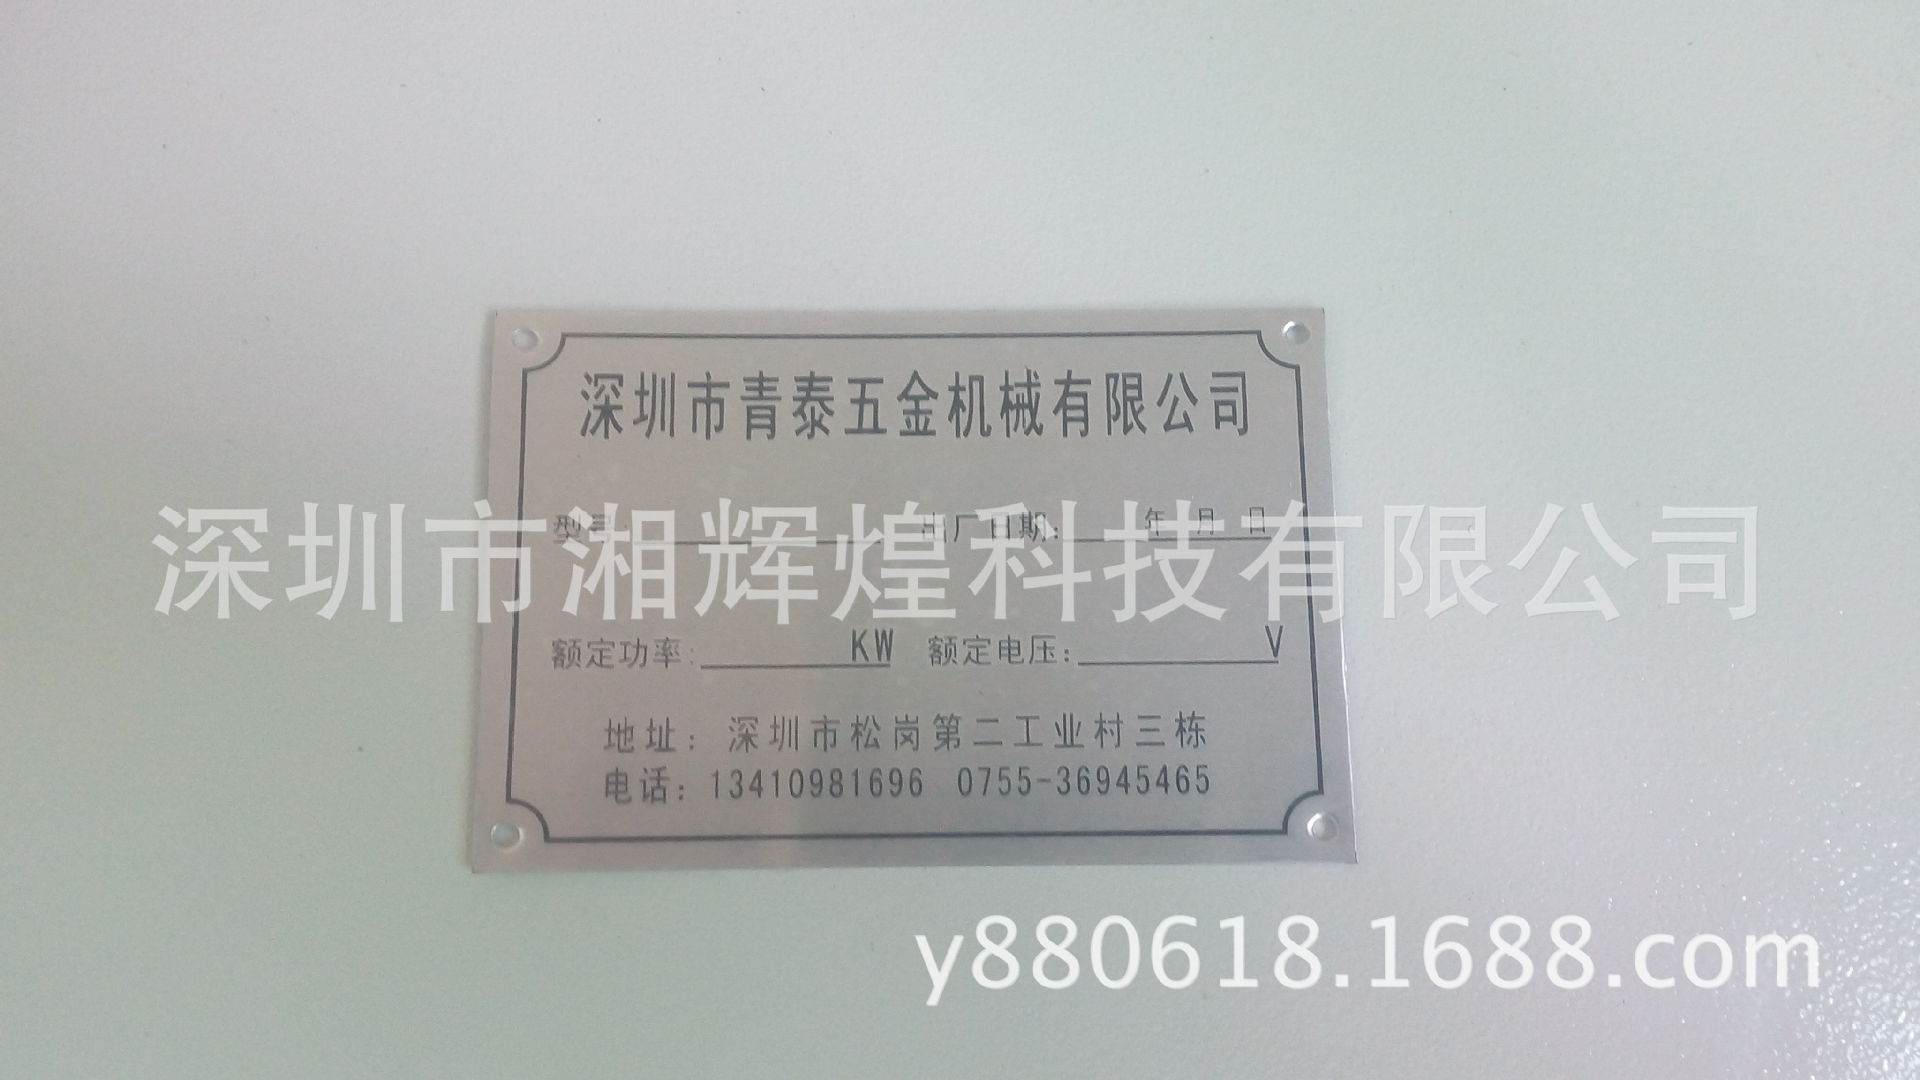 深圳市青泰五金机械有限公司
型号: 出厂日期: 年 月 日
深圳市湘辉煌科技有限公司
额定功率: KW 额定电压: V
地址: 深圳市松岗第二工业村三栋
电话: 13410981696 0755-36945465
y880618.1688.com